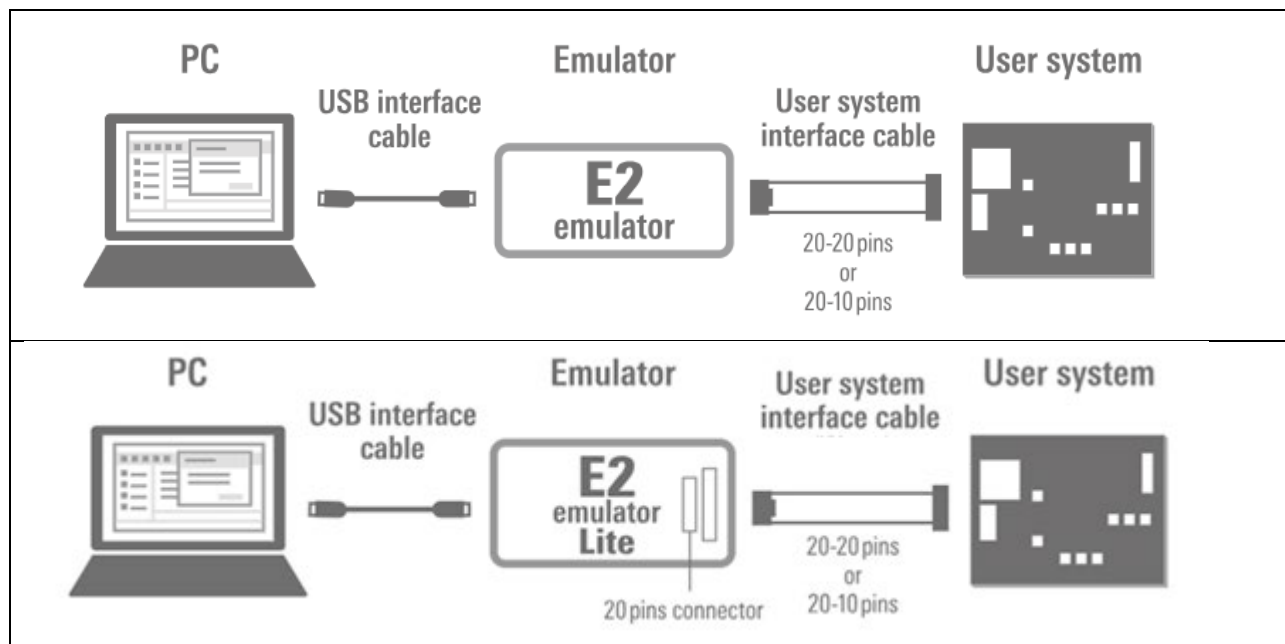 PC
Emulator
User system
USB interface
cable
User system
interface cable
E2
emulator
20-20 pins
or
20-10 pins
PC
Emulator
User system
USB interface
cable
User system
interface cable
E2
emulator
Lite
20-20 pins
or
20-10 pins
20 pins connector